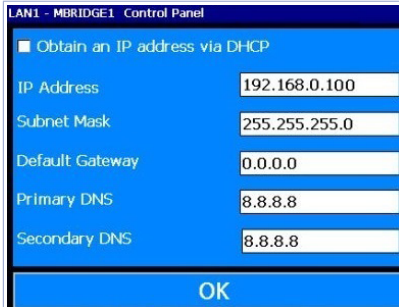 LAN1 - MBRIDGE1 Control Panel
Obtain an IP address via DHCP
IP Address 192.168.0.100
Subnet Mask 255.255.255.0
Default Gateway 0.0.0.0
Primary DNS 8.8.8.8
Secondary DNS 8.8.8.8
OK